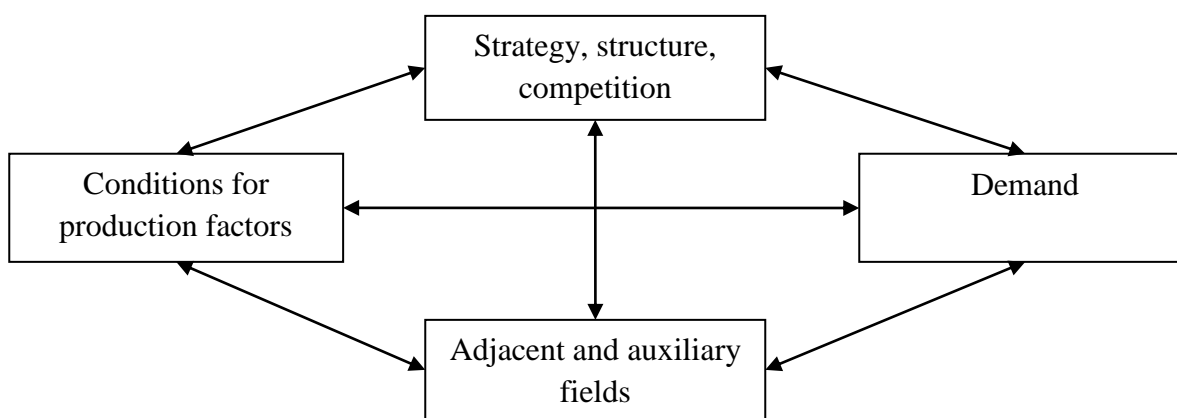 Strategy, structure,
competition
Conditions for
production factors
Demand
Adjacent and auxiliary
fields